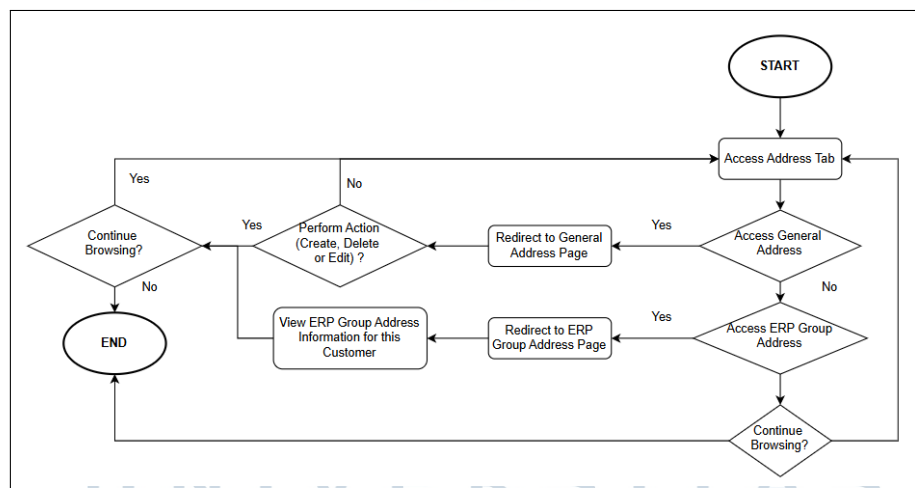 START
Access Address Tab
Yes
No
Continue
Browsing?
Yes
Perform Action
(Create, Delete
or Edit) ?
Redirect to General
Address Page
Yes
Access General
Address
No
No
END
View ERP Group Address
Information for this
Customer
Redirect to ERP
Group Address Page
Yes
Access ERP Group
Address
Continue
Browsing?